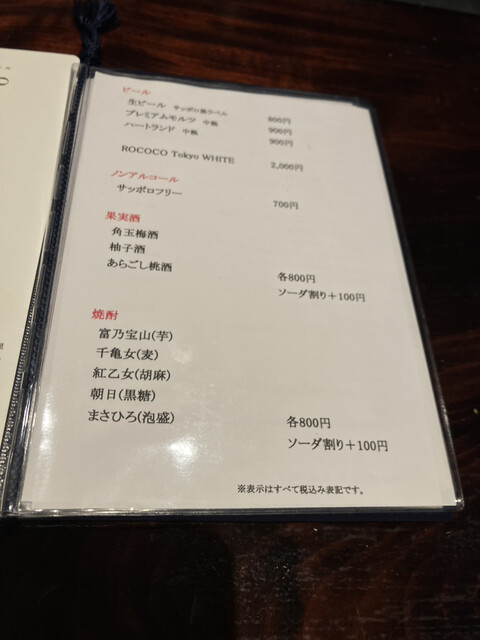 ビール
生ビール サッポロ黒ラベル 800円
プレミアムモルツ 中瓶 900円
ハートランド 中瓶 900円
ROCOCO Tokyo WHITE 2,000円
ノンアルコール
サッポロフリー 700円
果実酒
角玉梅酒
柚子酒
あらごし桃酒 各800円
ソーダ割り＋100円
焼酎
富乃宝山(芋)
千亀女(麦)
紅乙女(胡麻)
朝日(黒糖)
まさひろ(泡盛) 各800円
ソーダ割り＋100円
※表示はすべて税込み表記です。